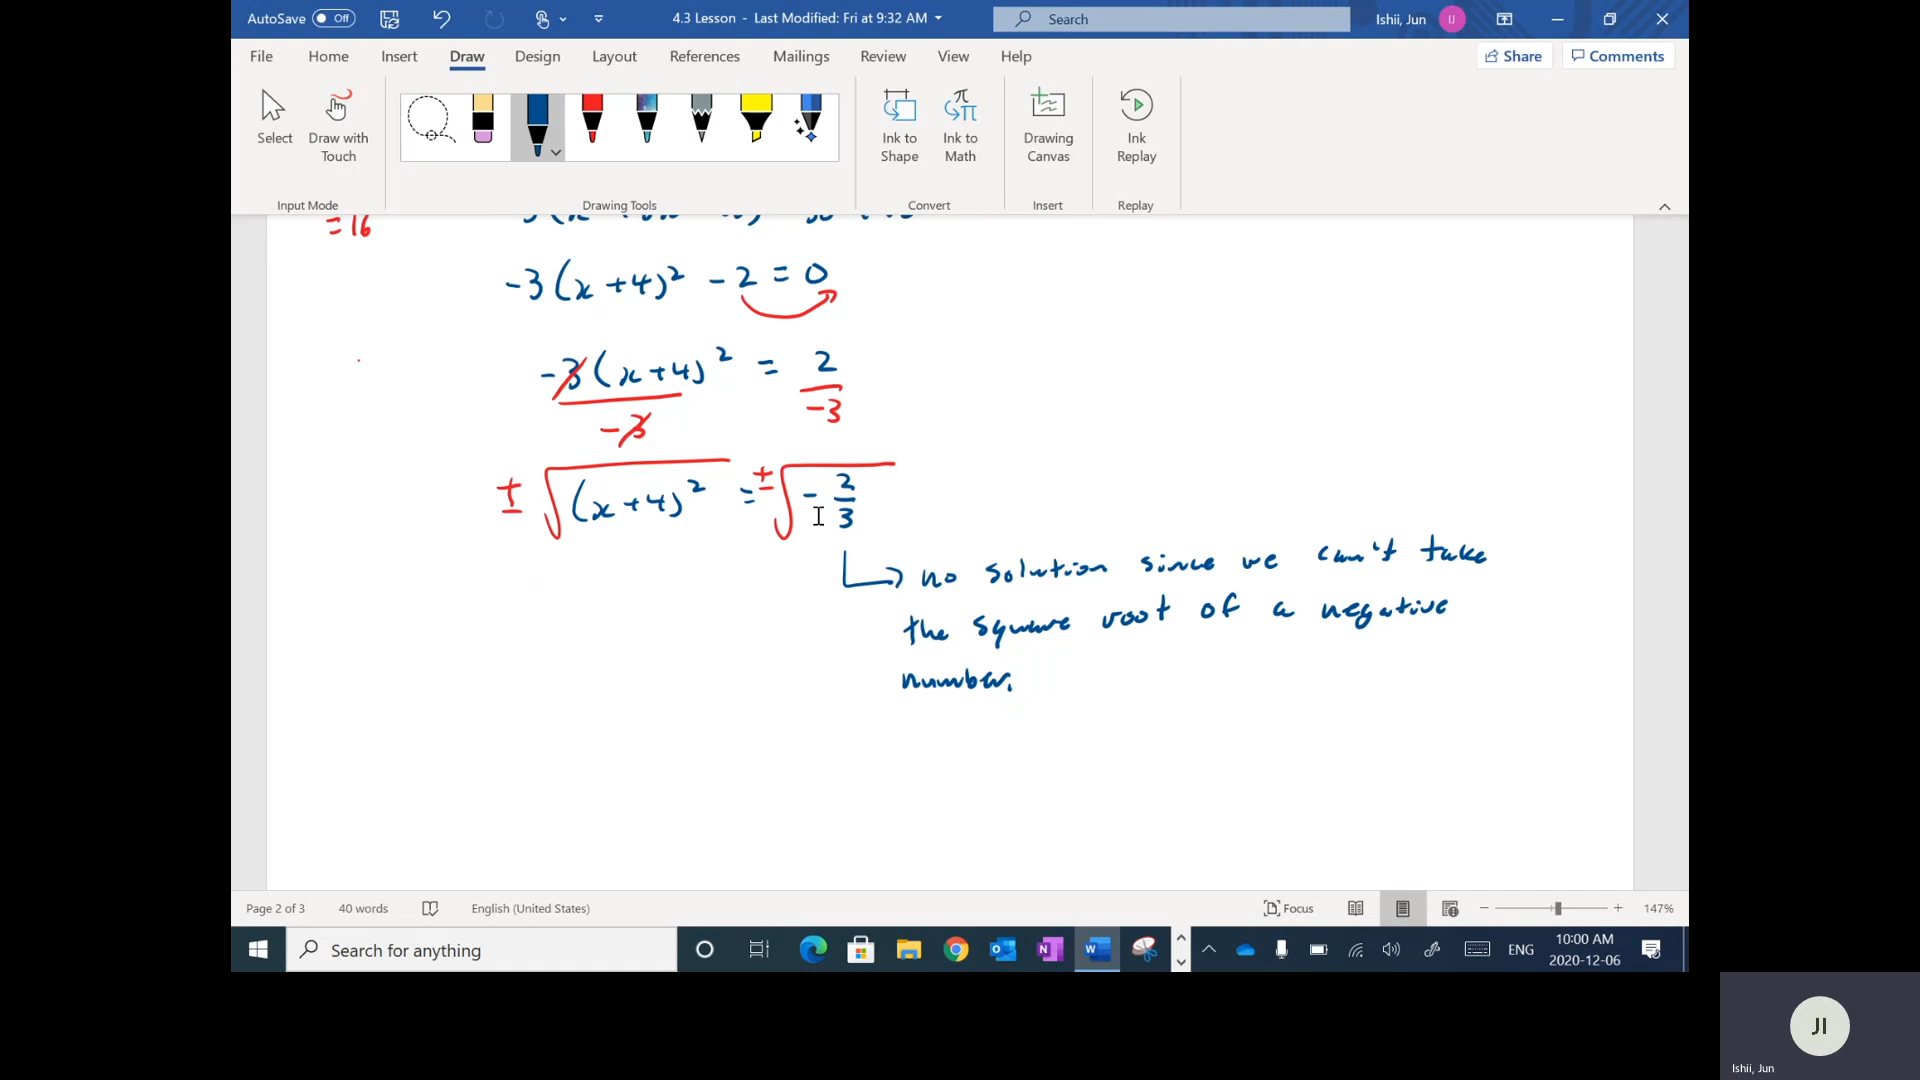 AutoSave Off
4.3 Lesson - Last Modified: Fri at 9:32 AM
Search
Ishii, Jun IJ
File Home Insert Draw Design Layout References Mailings Review View Help
Share Comments
Select
Draw with Touch
Ink to Shape
Ink to Math
Drawing Canvas
Ink Replay
Input Mode Drawing Tools Convert Insert Replay
= 16
-3(x+4)² - 2 = 0
-3(x+4)² = 2
-3 -3
± √(x+4)² = ± √-2/3
no solution since we can't take
the square root of a negative
number.
Page 2 of 3 40 words English (United States) Focus 147%
Search for anything
ENG
10:00 AM
2020-12-06
JI
Ishii, Jun